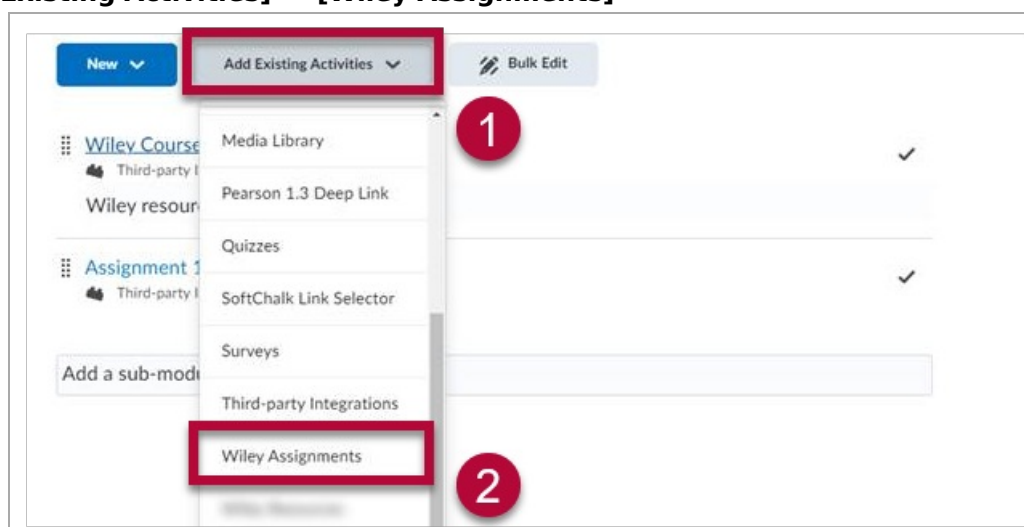 Existing Activities] [Wiley Assignments]
New Add Existing Activities Bulk Edit
1
Media Library
Wiley Course
Third-party
Pearson 1.3 Deep Link
Wiley resour
Quizzes
Assignment 1
Third-party
SoftChalk Link Selector
Surveys
Add a sub-modu
Third-party Integrations
Wiley Assignments
2